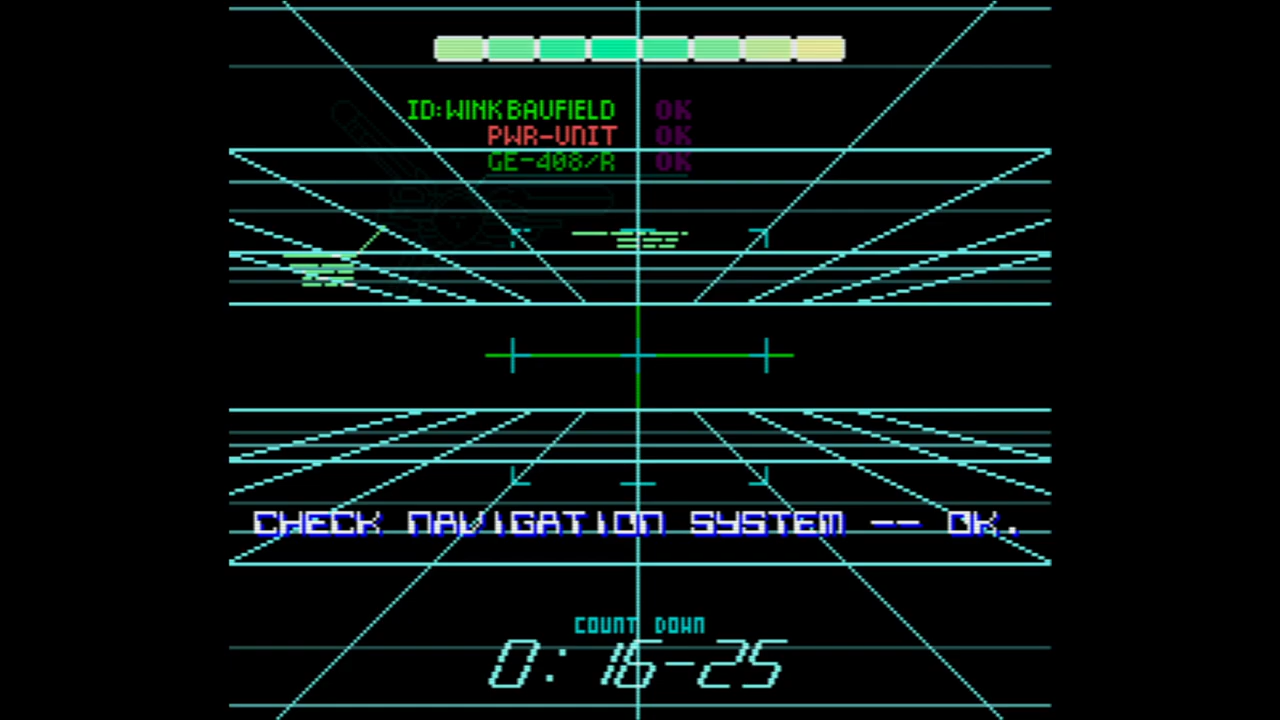 ID:WINK BAUFIELD OK
PWR-UNIT OK
GE-408/R OK
CHECK NAVIGATION SYSTEM -- OK.
COUNT DOWN
0:16-25